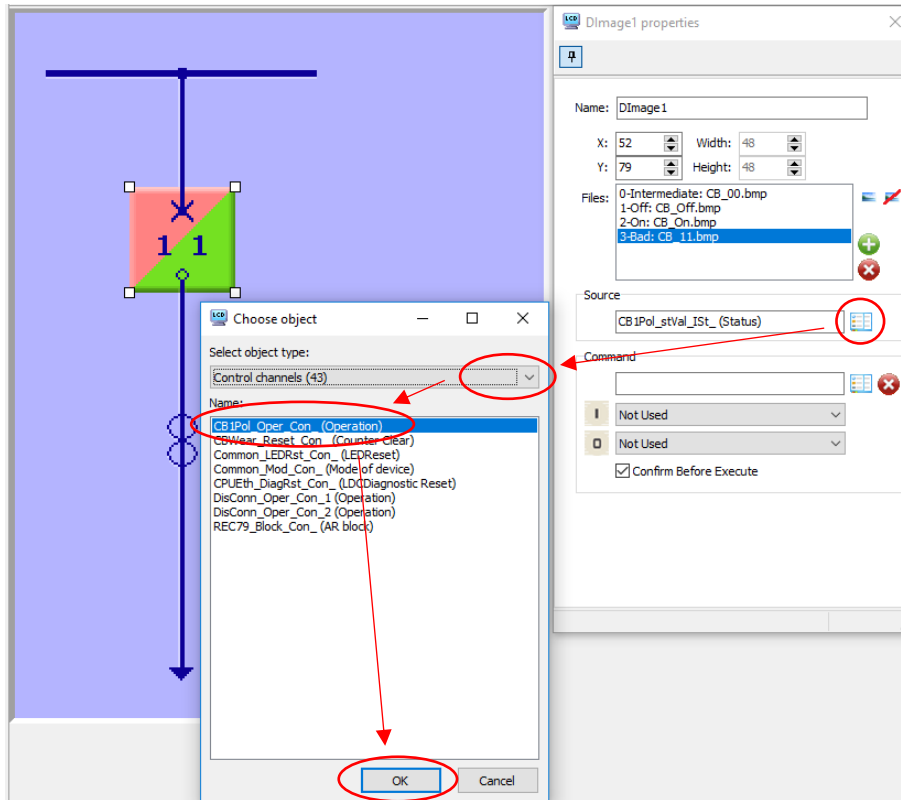 1 1
LCD DImage1 properties
Name: DImage1
X: 52 Width: 48
Y: 79 Height: 48
Files: 0-Intermediate: CB_00.bmp
1-Off: CB_Off.bmp
2-On: CB_On.bmp
3-Bad: CB_11.bmp
Source
CB1Pol_stVal_ISt_ (Status)
Command
I Not Used
O Not Used
Confirm Before Execute
LCD Choose object
Select object type:
Control channels (43)
Name:
CB1Pol_Oper_Con_ (Operation)
CBWear_Reset_Con_ (Counter Clear)
Common_LEDRst_Con_ (LEDReset)
Common_Mod_Con_ (Mode of device)
CPUEth_DiagRst_Con_ (LDCDiagnostic Reset)
DisConn_Oper_Con_1 (Operation)
DisConn_Oper_Con_2 (Operation)
REC79_Block_Con_ (AR block)
OK Cancel